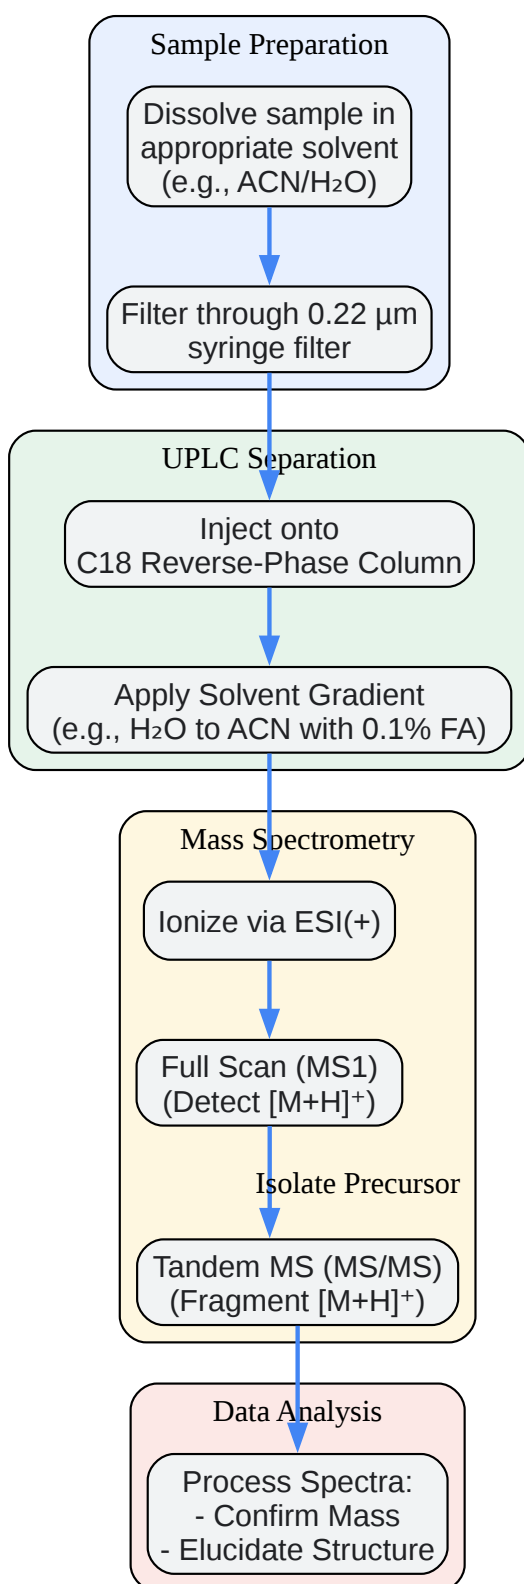 Sample Preparation
Dissolve sample in
appropriate solvent
(e.g., ACN/H₂O)
Filter through 0.22 µm
syringe filter
UPLC Separation
Inject onto
C18 Reverse-Phase Column
Apply Solvent Gradient
(e.g., H₂O to ACN with 0.1% FA)
Mass Spectrometry
Ionize via ESI(+)
Full Scan (MS1)
(Detect [M+H]⁺)
Isolate Precursor
Tandem MS (MS/MS)
(Fragment [M+H]⁺)
Data Analysis
Process Spectra:
- Confirm Mass
- Elucidate Structure